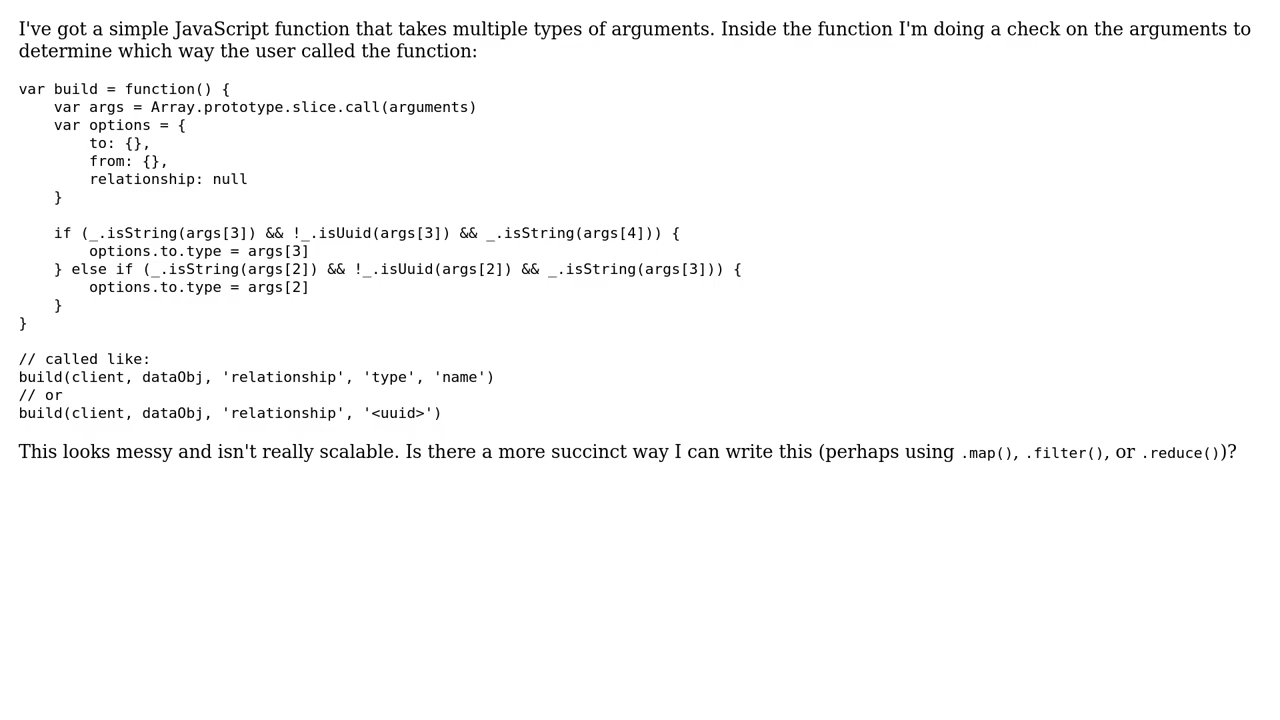 I've got a simple JavaScript function that takes multiple types of arguments. Inside the function I'm doing a check on the arguments to
determine which way the user called the function:
var build = function() {
    var args = Array.prototype.slice.call(arguments)
    var options = {
        to: {},
        from: {},
        relationship: null
    }

    if (_.isString(args[3]) && !_.isUuid(args[3]) && _.isString(args[4])) {
        options.to.type = args[3]
    } else if (_.isString(args[2]) && !_.isUuid(args[2]) && _.isString(args[3])) {
        options.to.type = args[2]
    }
}

// called like:
build(client, dataObj, 'relationship', 'type', 'name')
// or
build(client, dataObj, 'relationship', '<uuid>')
This looks messy and isn't really scalable. Is there a more succinct way I can write this (perhaps using .map(), .filter(), or .reduce())?